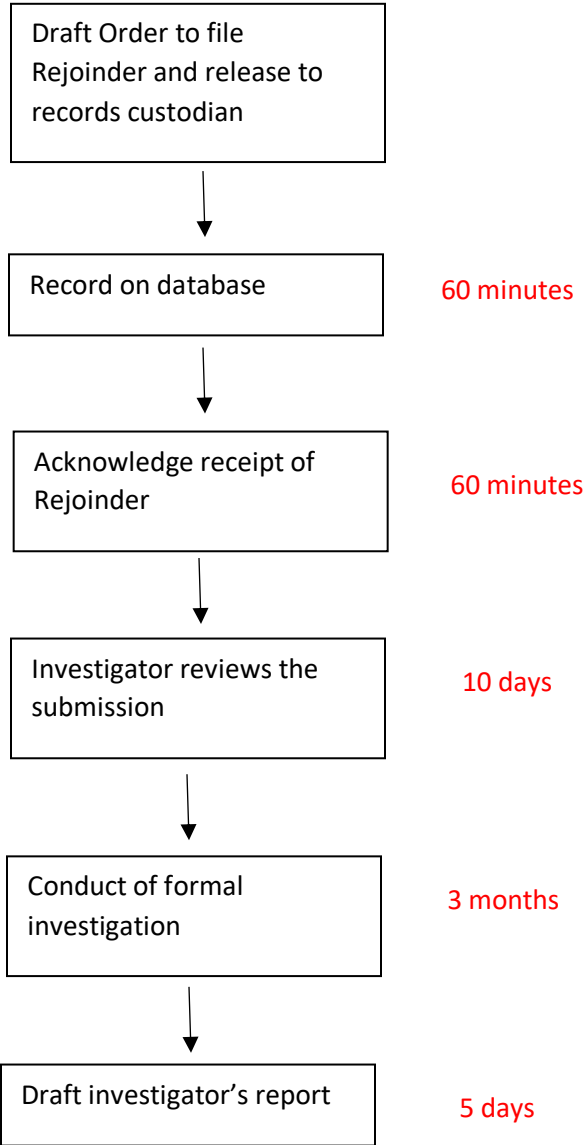 Draft Order to file
Rejoinder and release to
records custodian
Record on database
60 minutes
Acknowledge receipt of
Rejoinder
60 minutes
Investigator reviews the
submission
10 days
Conduct of formal
investigation
3 months
Draft investigator’s report
5 days